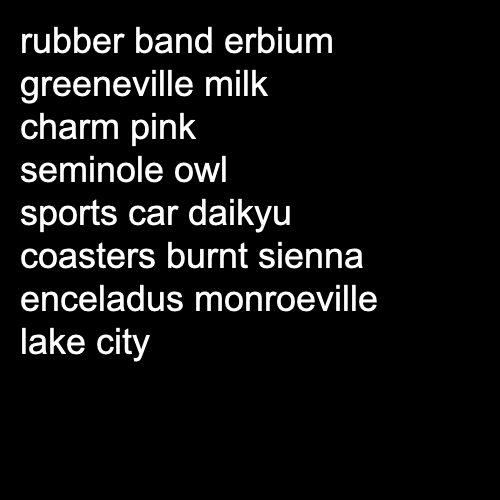 rubber band erbium
greeneville milk
charm pink
seminole owl
sports car daikyu
coasters burnt sienna
enceladus monroeville
lake city